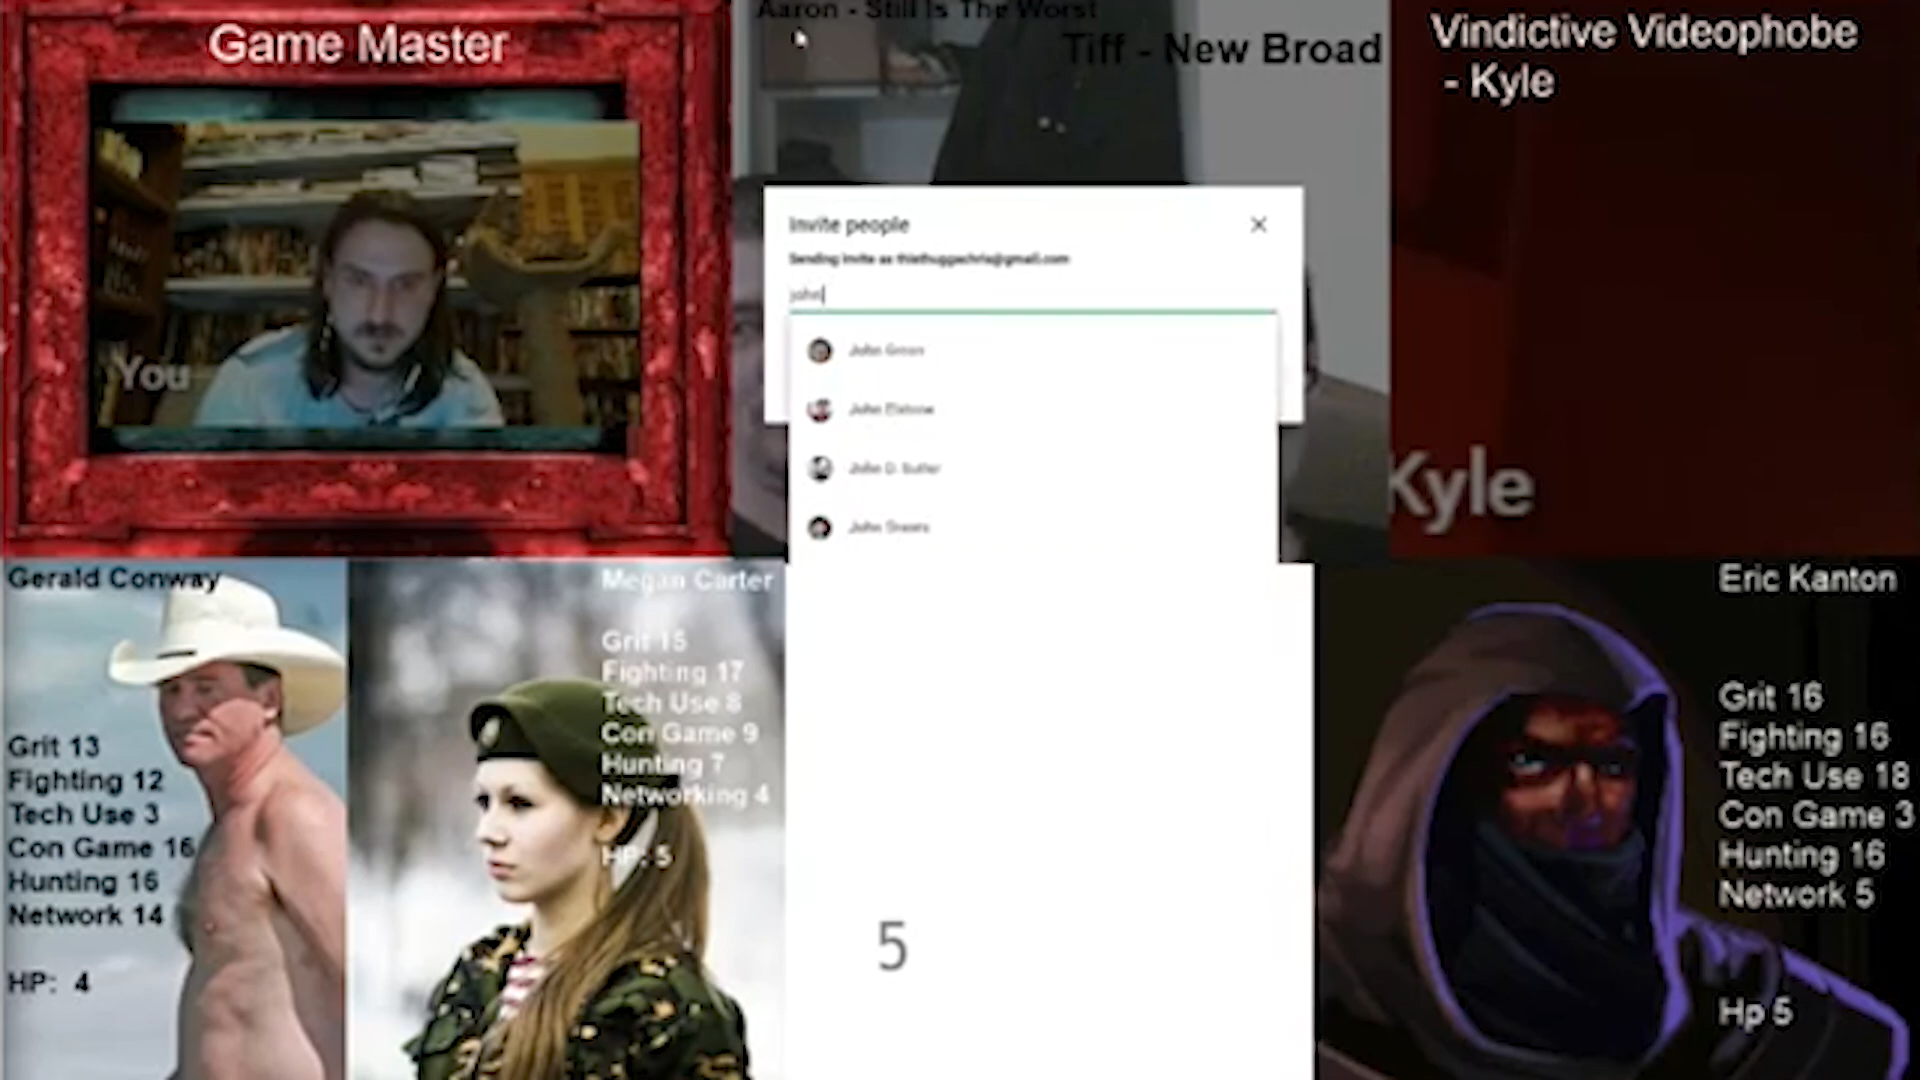 Game Master
You
Aaron - Still Is The Worst
Tiff - New Broad
Vindictive Videophobe
- Kyle
Kyle
Invite people
john
John D. Butler
Gerald Conway
Grit 13
Fighting 12
Tech Use 3
Con Game 16
Hunting 16
Network 14
HP: 4
Megan Carter
Grit 15
Fighting 17
Tech Use 8
Con Game 9
Hunting 7
Networking 4
HP: 5
5
Eric Kanton
Grit 16
Fighting 16
Tech Use 18
Con Game 3
Hunting 16
Network 5
Hp 5